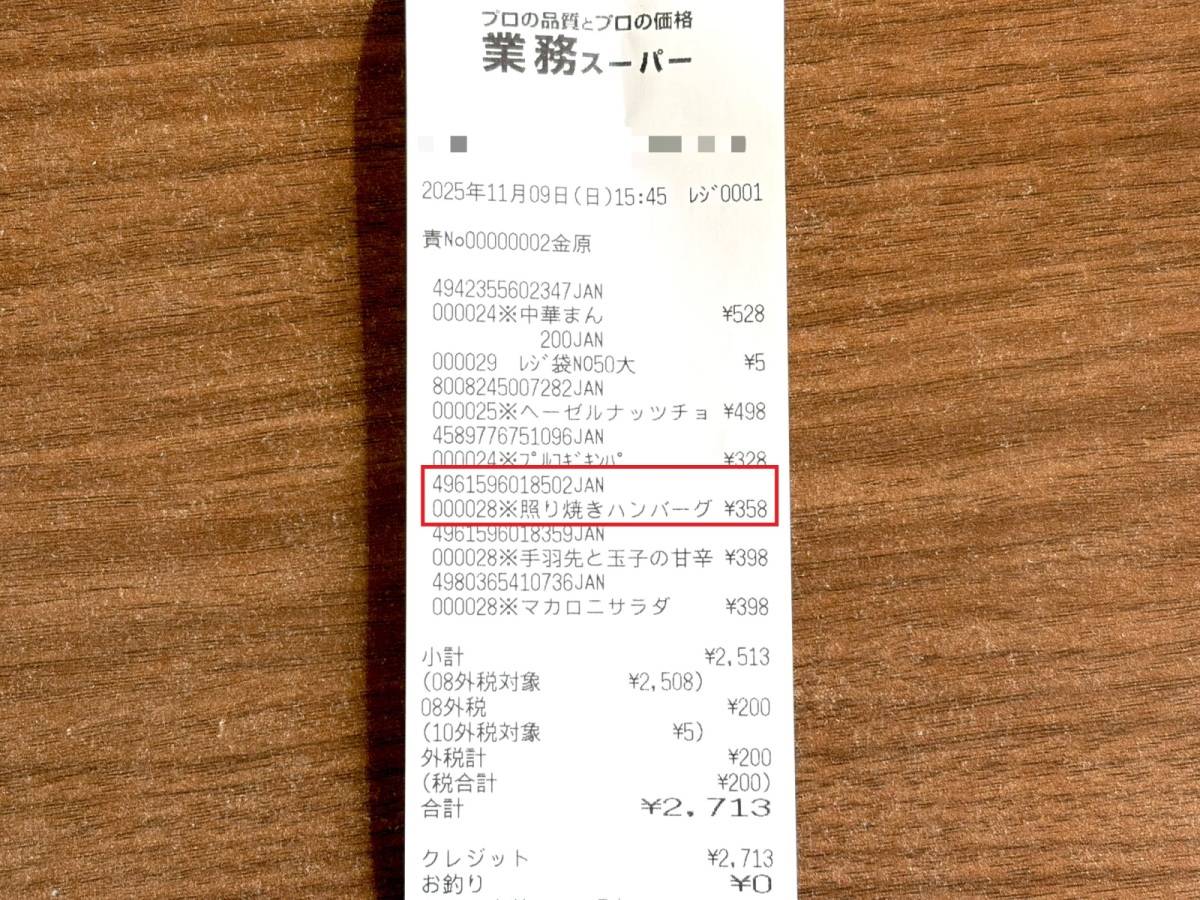 プロの品質とプロの価格
業務スーパー
2025年11月09日(日)15:45 ﾚｼﾞ0001
責No00000002金原
4942355602347JAN
000024※中華まん ¥528
200JAN
000029 ﾚｼﾞ袋NO50大 ¥5
8008245007282JAN
000025※ヘーゼルナッツチョ ¥498
4589776751096JAN
000024※ﾌﾟﾙｺｷﾞｷﾝﾊﾟ ¥328
4961596018502JAN
000028※照り焼きハンバーグ ¥358
4961596018359JAN
000028※手羽先と玉子の甘辛 ¥398
4980365410736JAN
000028※マカロニサラダ ¥398
小計 ¥2,513
(08外税対象 ¥2,508)
08外税 ¥200
(10外税対象 ¥5)
外税計 ¥200
(税合計 ¥200)
合計 ¥2,713
クレジット ¥2,713
お釣り ¥0